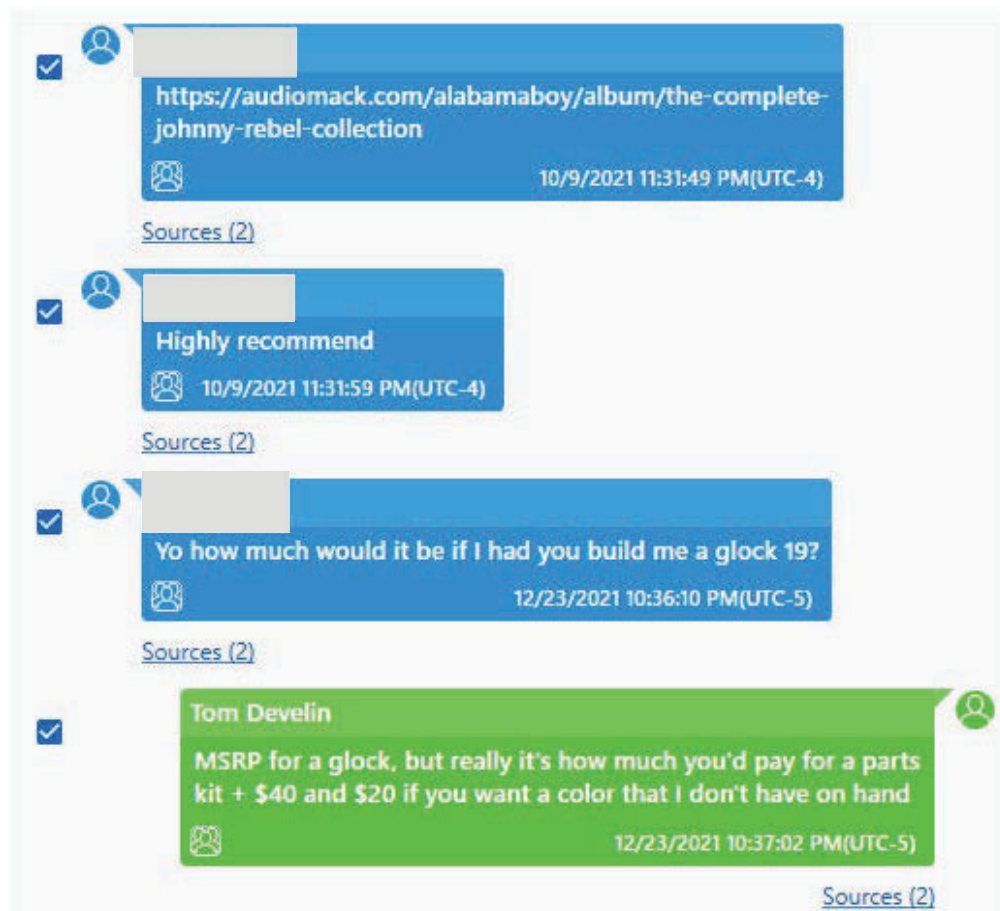 https://audiomack.com/alabamaboy/album/the-complete-
johnny-rebel-collection
10/9/2021 11:31:49 PM(UTC-4)
Sources (2)
Highly recommend
10/9/2021 11:31:59 PM(UTC-4)
Sources (2)
Yo how much would it be if I had you build me a glock 19?
12/23/2021 10:36:10 PM(UTC-5)
Sources (2)
Tom Develin
MSRP for a glock, but really it's how much you'd pay for a parts
kit + $40 and $20 if you want a color that I don't have on hand
12/23/2021 10:37:02 PM(UTC-5)
Sources (2)